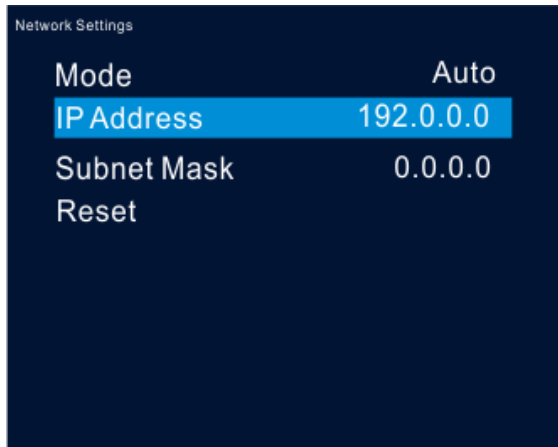 Network Settings
Mode Auto
IP Address 192.0.0.0
Subnet Mask 0.0.0.0
Reset